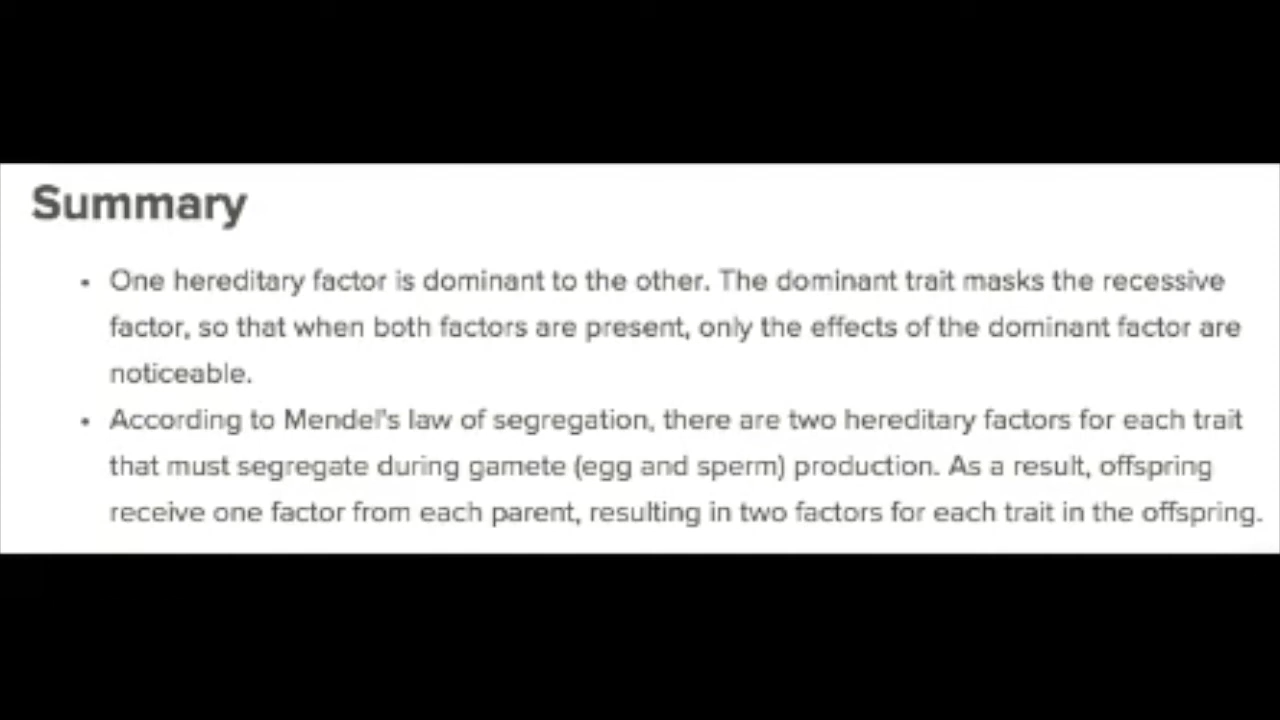 Summary
• One hereditary factor is dominant to the other. The dominant trait masks the recessive
factor, so that when both factors are present, only the effects of the dominant factor are
noticeable.
• According to Mendel's law of segregation, there are two hereditary factors for each trait
that must segregate during gamete (egg and sperm) production. As a result, offspring
receive one factor from each parent, resulting in two factors for each trait in the offspring.